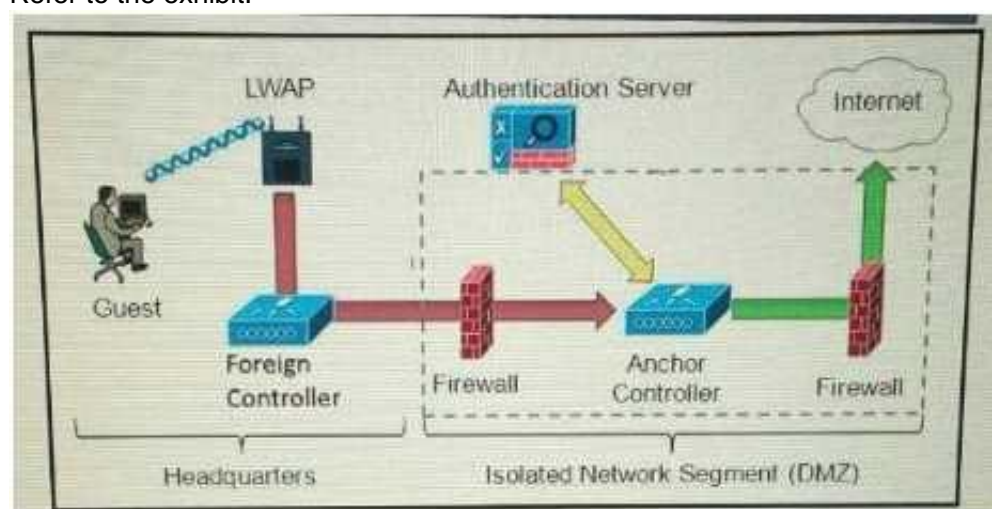 Refer to the exhibit.
LWAP
Authentication Server
Internet
Guest
Foreign
Controller
Firewall
Anchor
Controller
Firewall
Headquarters
Isolated Network Segment (DMZ)